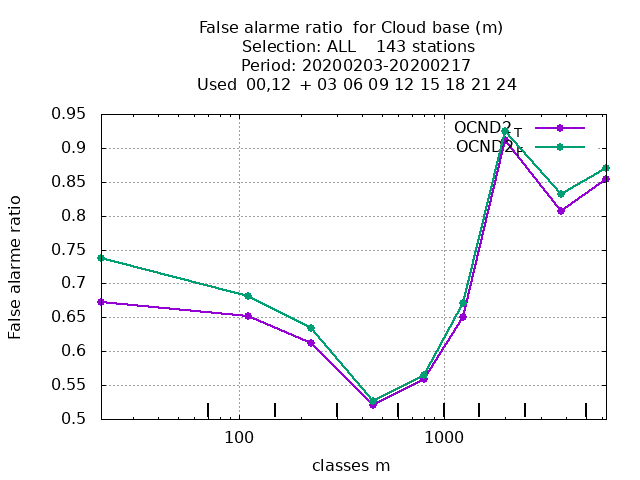 False alarme ratio  for Cloud base (m)
Selection: ALL    143 stations
Period: 20200203-20200217
Used  00,12  + 03 06 09 12 15 18 21 24
0.95
0.9
0.85
0.8
0.75
0.7
0.65
0.6
0.55
0.5
False alarme ratio
OCND2_T
OCND2_F
100
1000
classes m